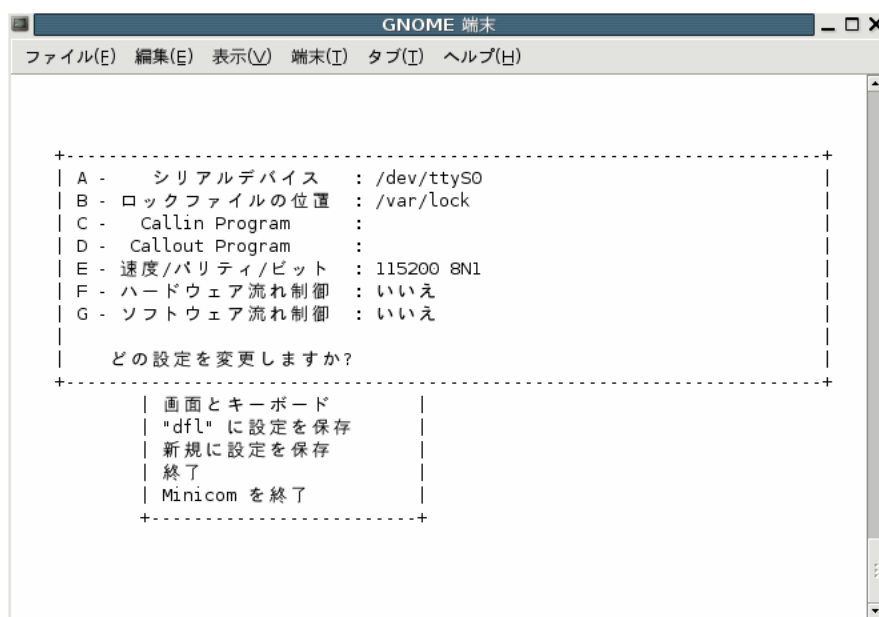 GNOME 端末
ファイル(F) 編集(E) 表示(V) 端末(T) タブ(T) ヘルプ(H)
A - シリアルデバイス : /dev/ttyS0
B - ロックファイルの位置 : /var/lock
C - Callin Program :
D - Callout Program :
E - 速度/パリティ/ビット : 115200 8N1
F - ハードウェア流れ制御 : いいえ
G - ソフトウェア流れ制御 : いいえ
どの設定を変更しますか?
画面とキーボード
"dfl" に設定を保存
新規に設定を保存
終了
Minicom を終了